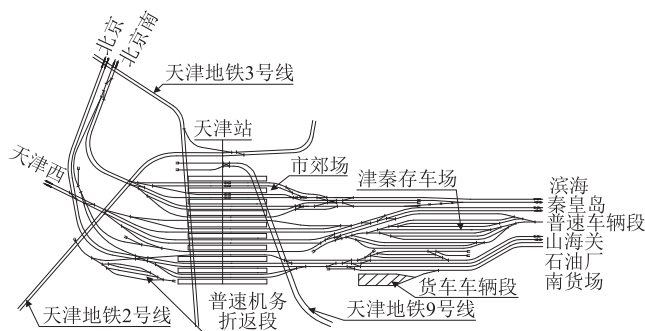 北京
北京南
天津地铁3号线
天津站
天津西
市郊场
津秦存车场
滨海
秦皇岛
普速车辆段
山海关
石油厂
南货场
货车车辆段
普速机务
折返段
天津地铁2号线
天津地铁9号线